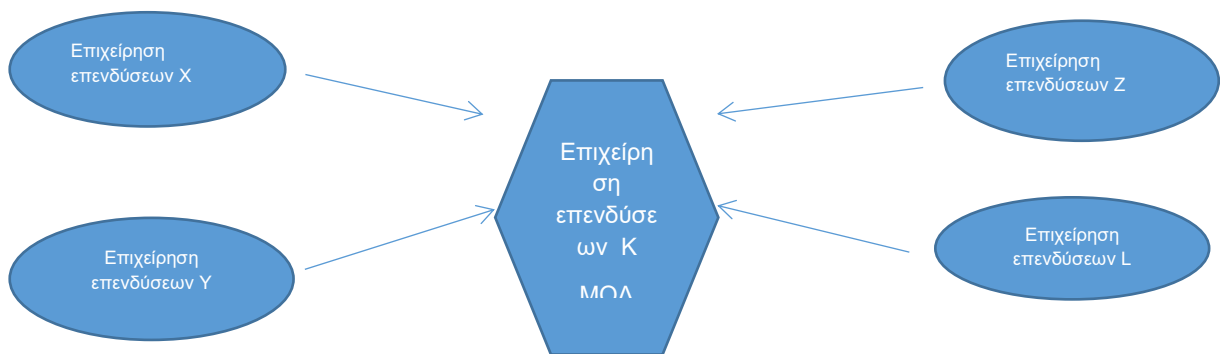 Επιχείρηση
επενδύσεων Χ
Επιχείρηση
επενδύσεων Υ
Επιχείρη
ση
επενδύσε
ων Κ
Επιχείρηση
επενδύσεων Ζ
Επιχείρηση
επενδύσεων L